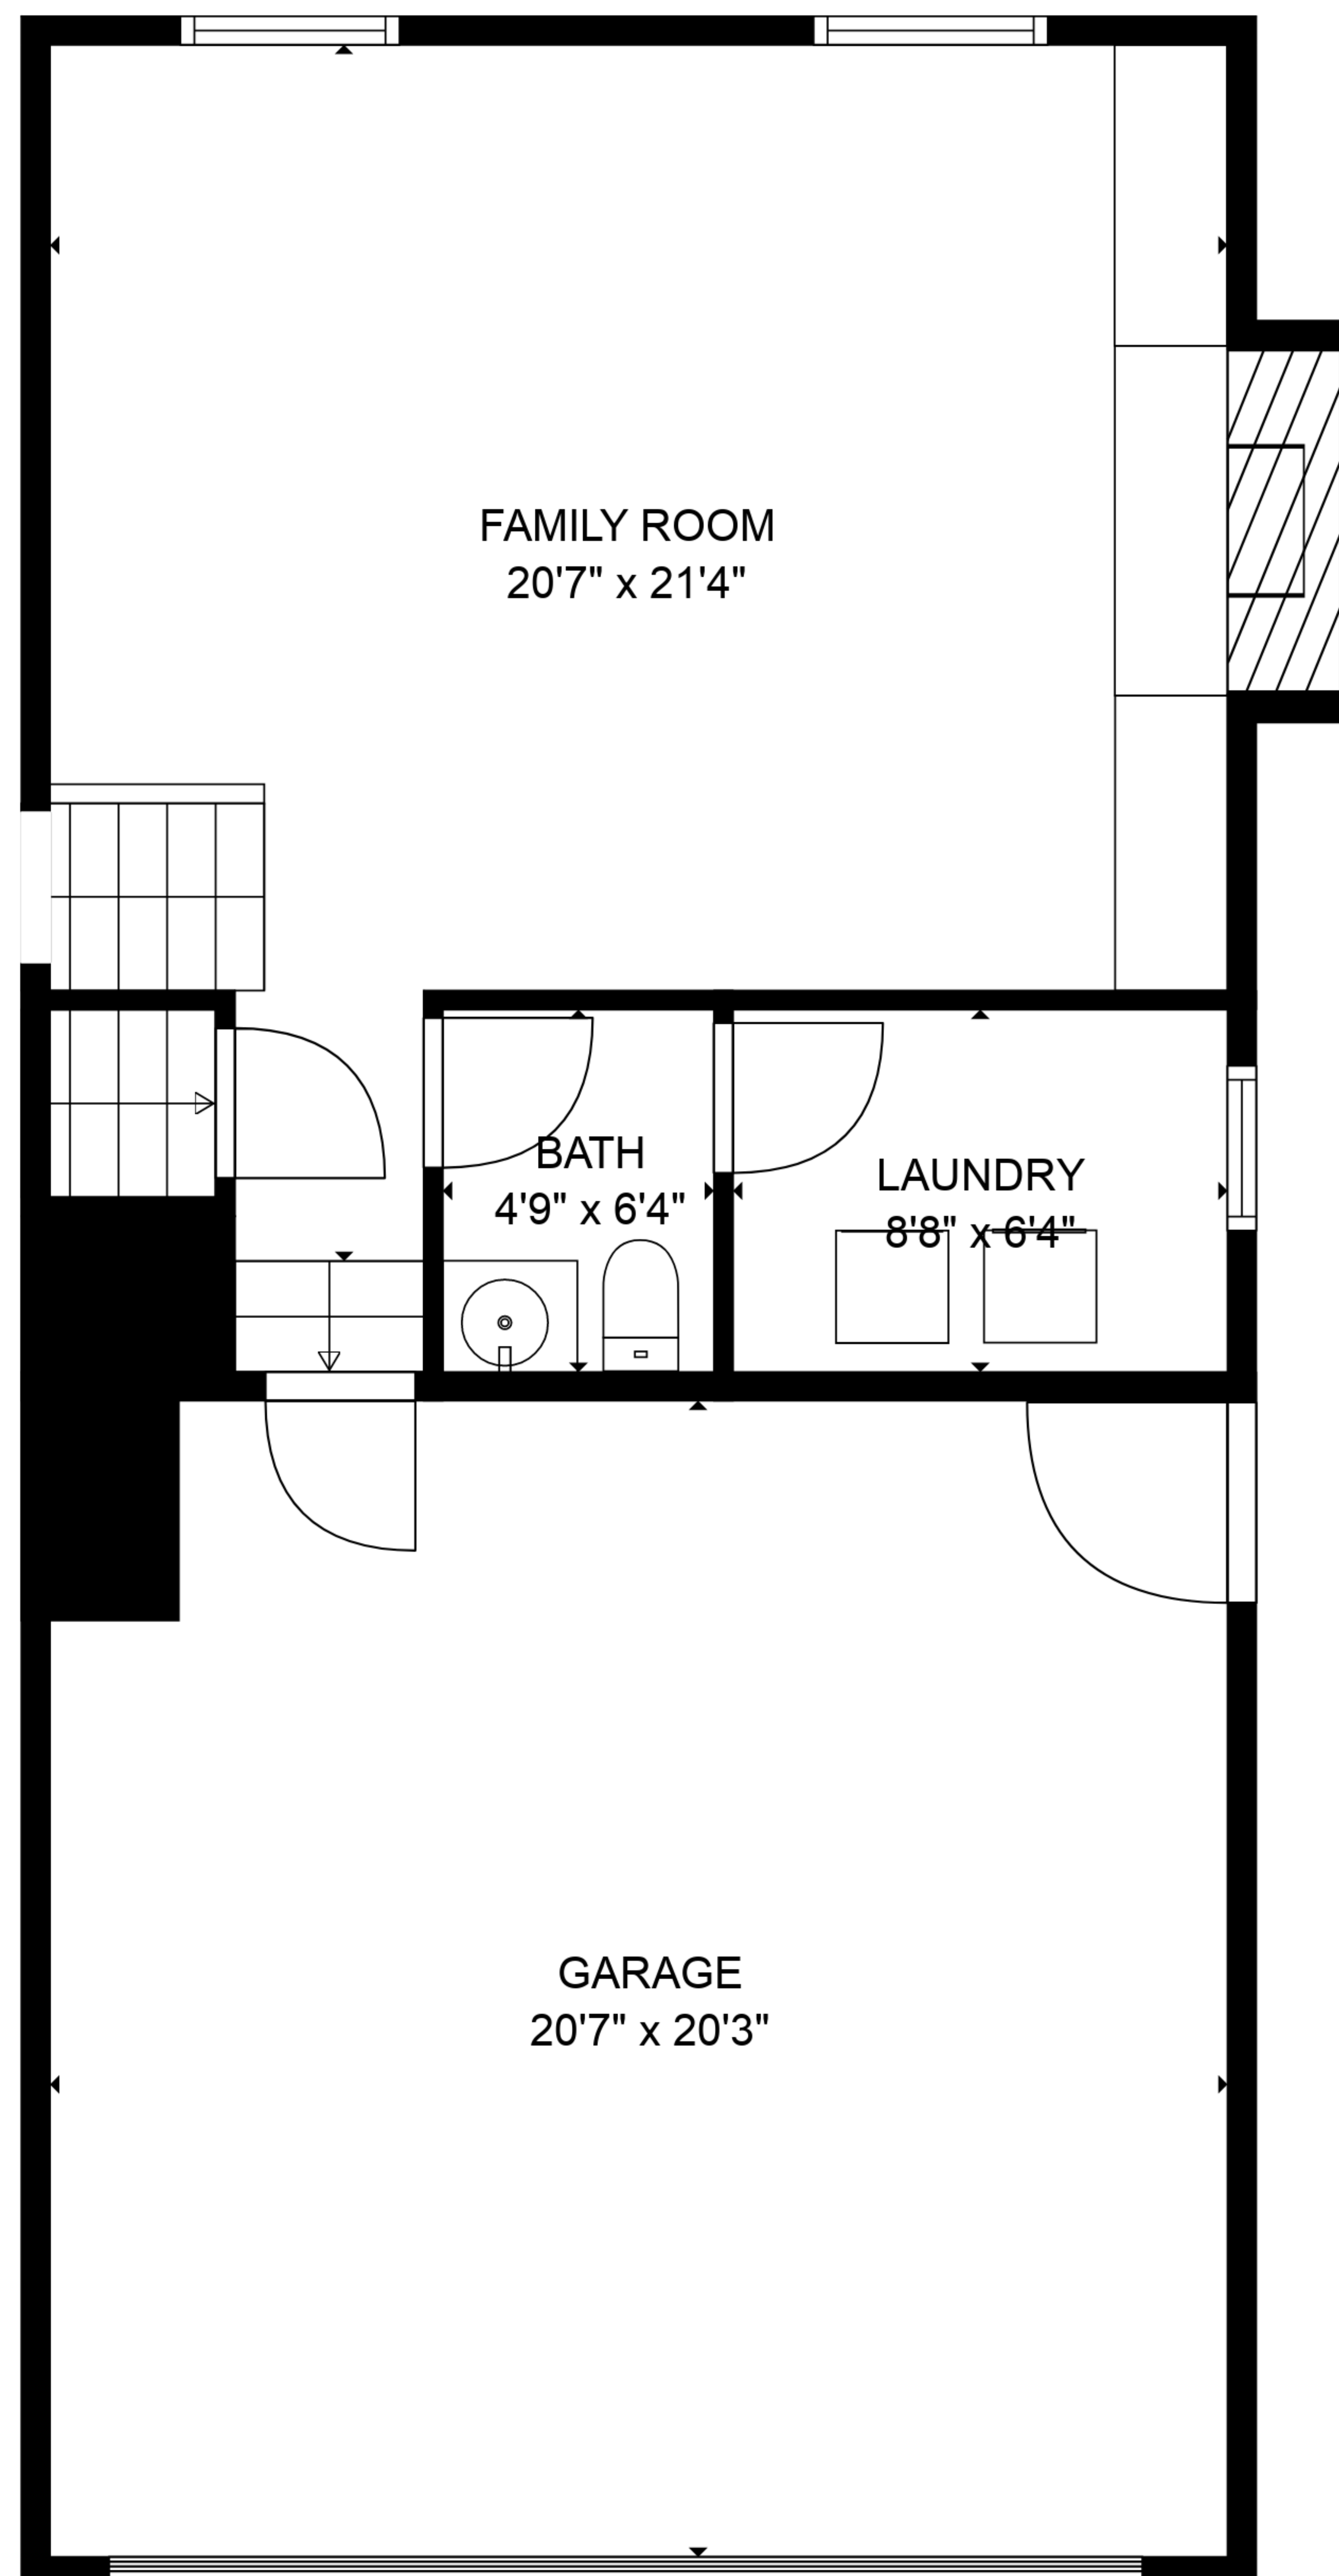 FAMILY ROOM
20'7" x 21'4"
BATH
4'9" x 6'4"
LAUNDRY
8'8" x 6'4"
GARAGE
20'7" x 20'3"